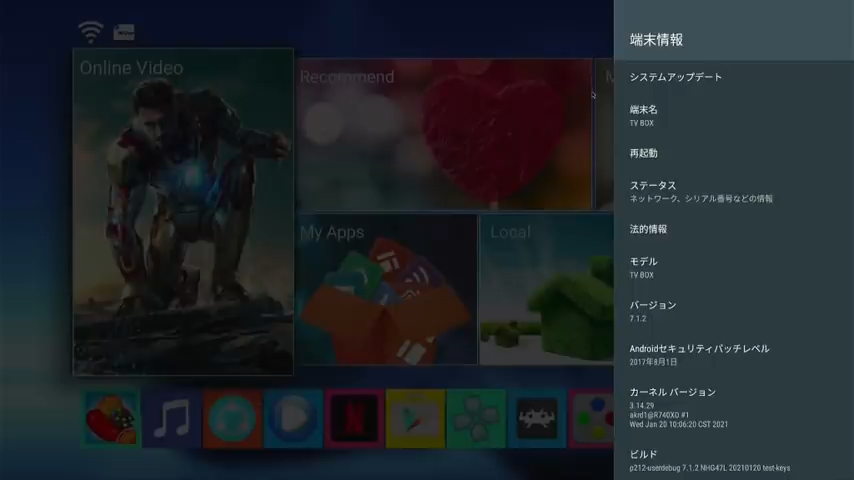 Online Video
Recommend
M
My Apps
Local
端末情報
システムアップデート
端末名
TV BOX
再起動
ステータス
ネットワーク、シリアル番号などの情報
法的情報
モデル
TV BOX
バージョン
7.1.2
Androidセキュリティパッチレベル
2017年8月1日
カーネル バージョン
3.14.29
akrd1@R740XD #1
Wed Jan 20 10:06:20 CST 2021
ビルド
p212-userdebug 7.1.2 NHG47L 20210120 test-keys